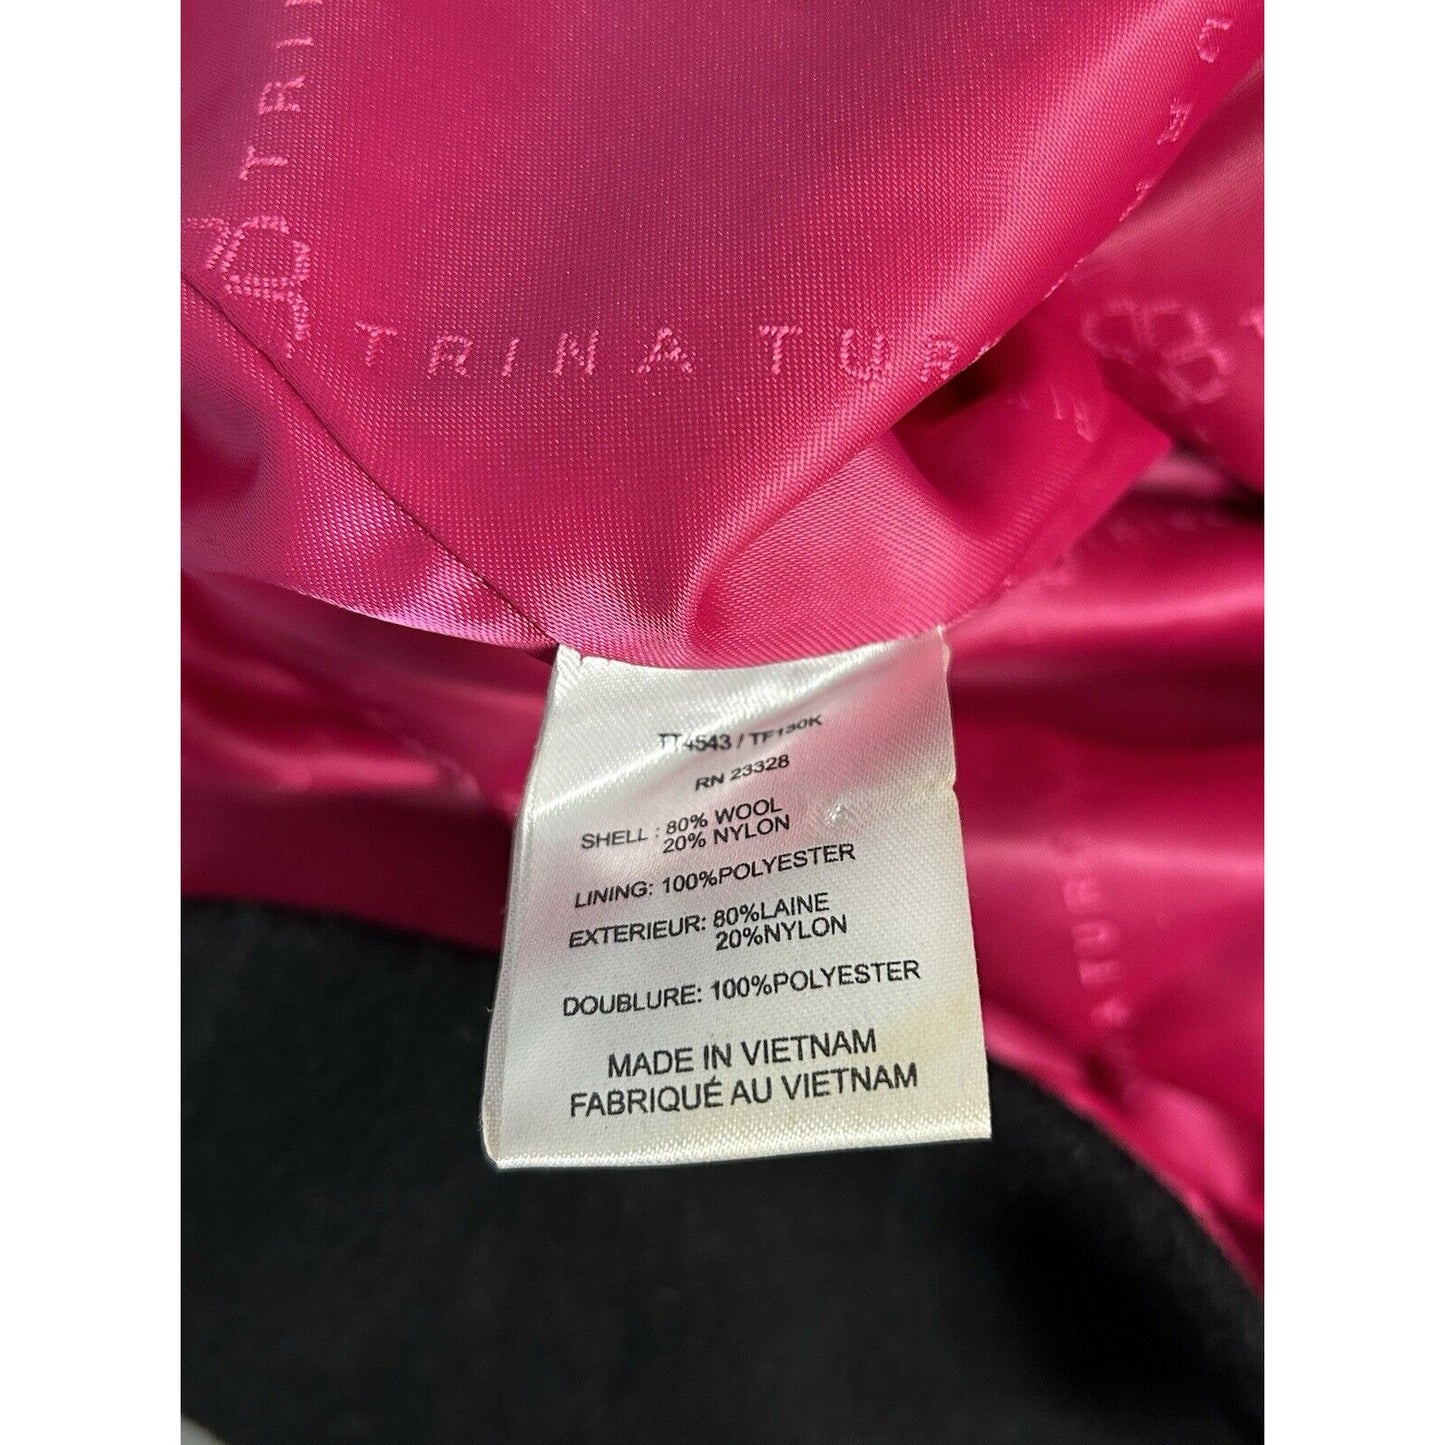 TRINA TUR
TT4543 / TF130K
RN 23328
SHELL : 80% WOOL
20% NYLON
LINING: 100%POLYESTER
EXTERIEUR: 80%LAINE
20%NYLON
DOUBLURE: 100%POLYESTER
MADE IN VIETNAM
FABRIQUÉ AU VIETNAM